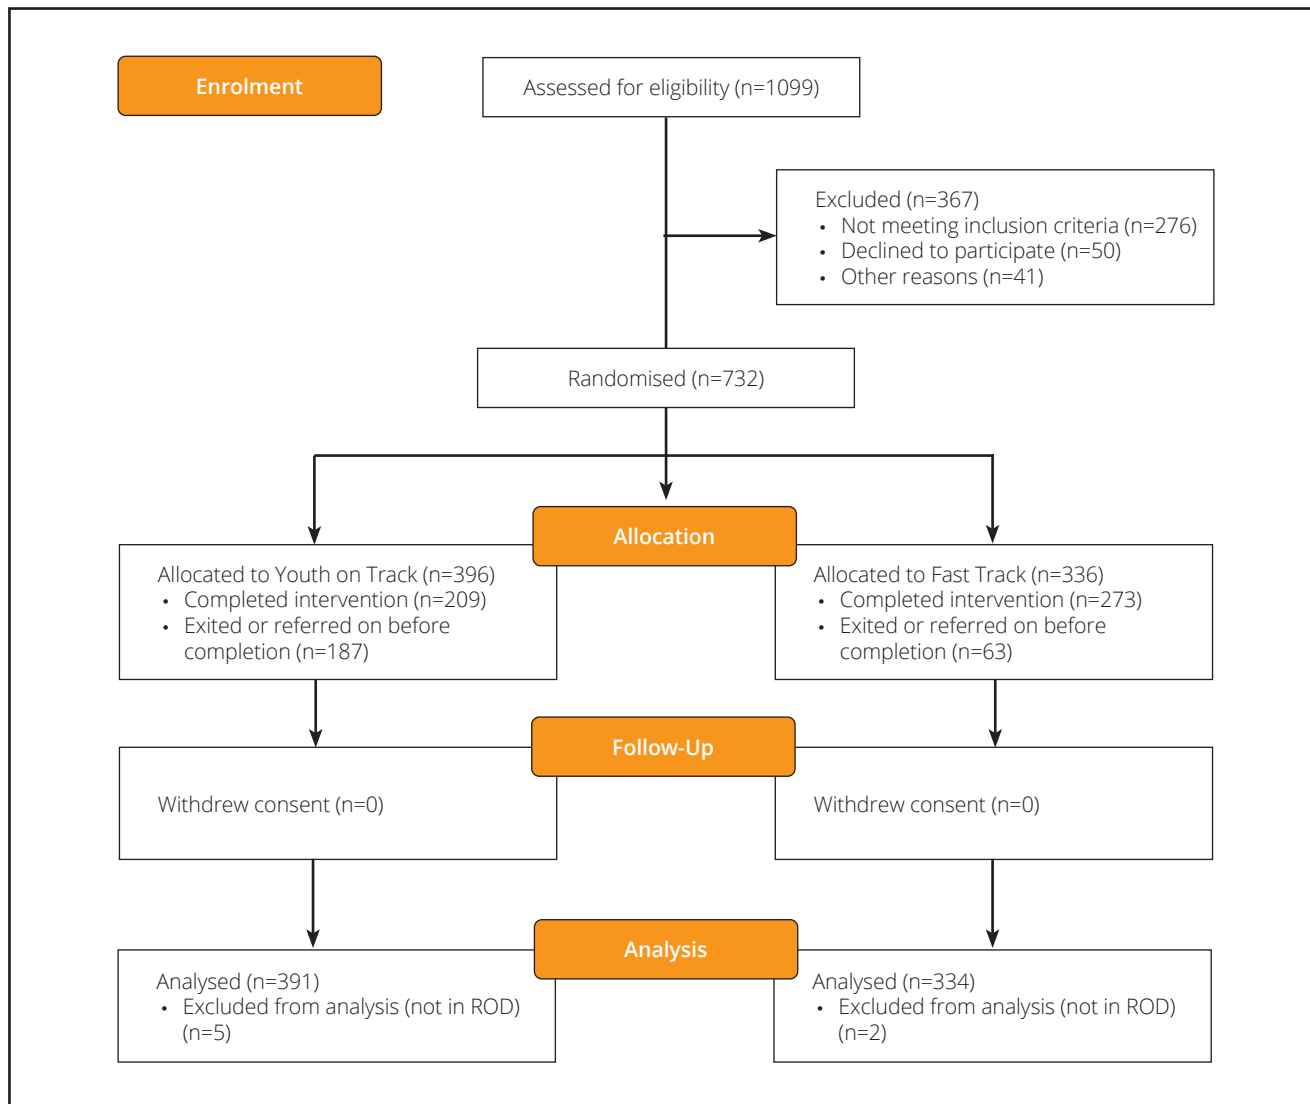 Enrolment
Assessed for eligibility (n=1099)
Excluded (n=367)
• Not meeting inclusion criteria (n=276)
• Declined to participate (n=50)
• Other reasons (n=41)
Randomised (n=732)
Allocation
Allocated to Youth on Track (n=396)
• Completed intervention (n=209)
• Exited or referred on before
completion (n=187)
Allocated to Fast Track (n=336)
• Completed intervention (n=273)
• Exited or referred on before
completion (n=63)
Follow-Up
Withdrew consent (n=0)
Withdrew consent (n=0)
Analysis
Analysed (n=391)
• Excluded from analysis (not in ROD)
(n=5)
Analysed (n=334)
• Excluded from analysis (not in ROD)
(n=2)